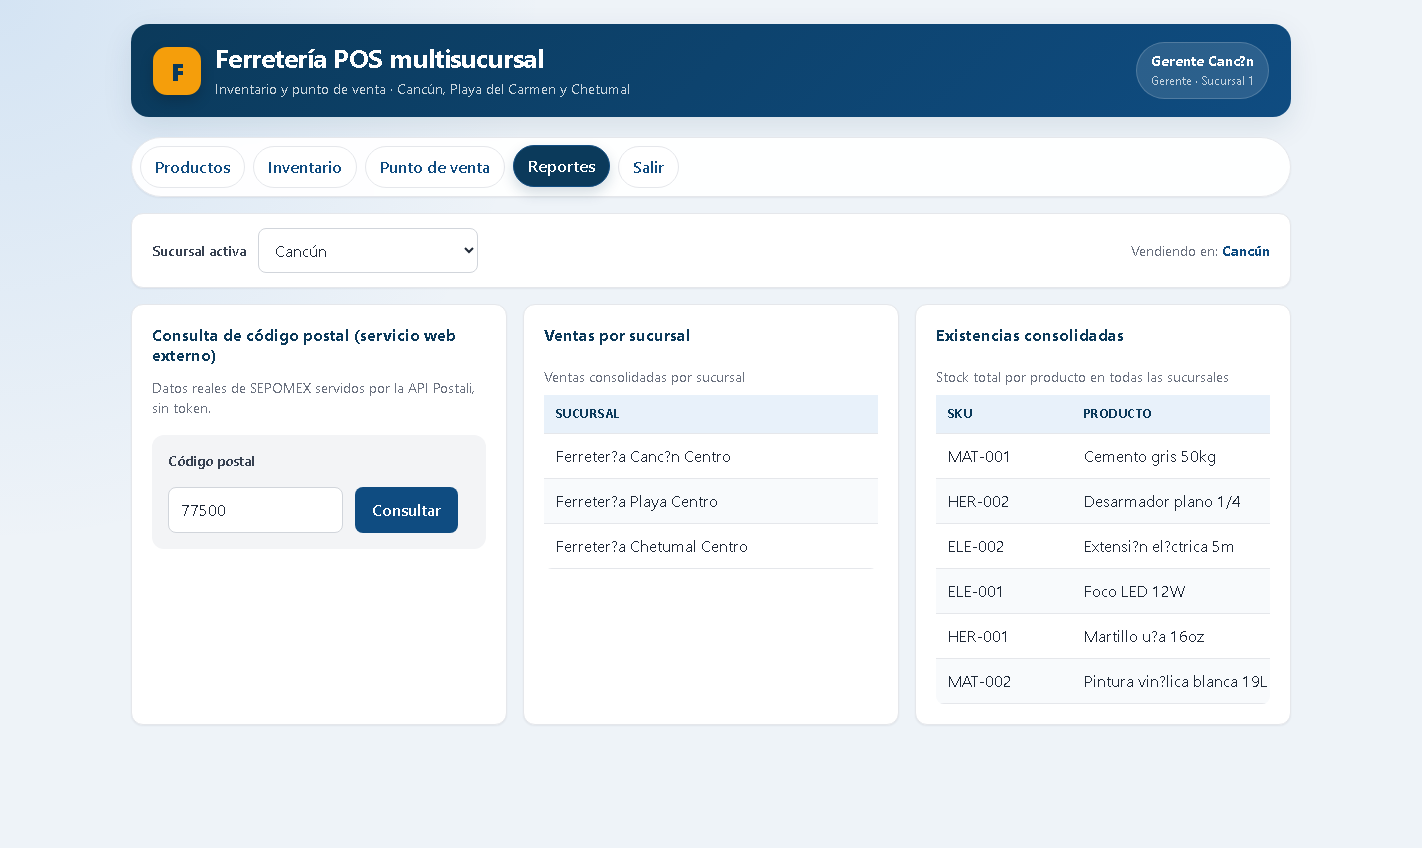 F
Ferretería POS multisucursal
Inventario y punto de venta · Cancún, Playa del Carmen y Chetumal
Gerente Canc?n
Gerente · Sucursal 1
Productos
Inventario
Punto de venta
Reportes
Salir
Sucursal activa
Cancún
Vendiendo en: Cancún
Consulta de código postal (servicio web
externo)
Datos reales de SEPOMEX servidos por la API Postali,
sin token.
Código postal
77500
Consultar
Ventas por sucursal
Ventas consolidadas por sucursal
SUCURSAL
Ferreter?a Canc?n Centro
Ferreter?a Playa Centro
Ferreter?a Chetumal Centro
Existencias consolidadas
Stock total por producto en todas las sucursales
SKU PRODUCTO
MAT-001 Cemento gris 50kg
HER-002 Desarmador plano 1/4
ELE-002 Extensi?n el?ctrica 5m
ELE-001 Foco LED 12W
HER-001 Martillo u?a 16oz
MAT-002 Pintura vin?lica blanca 19L